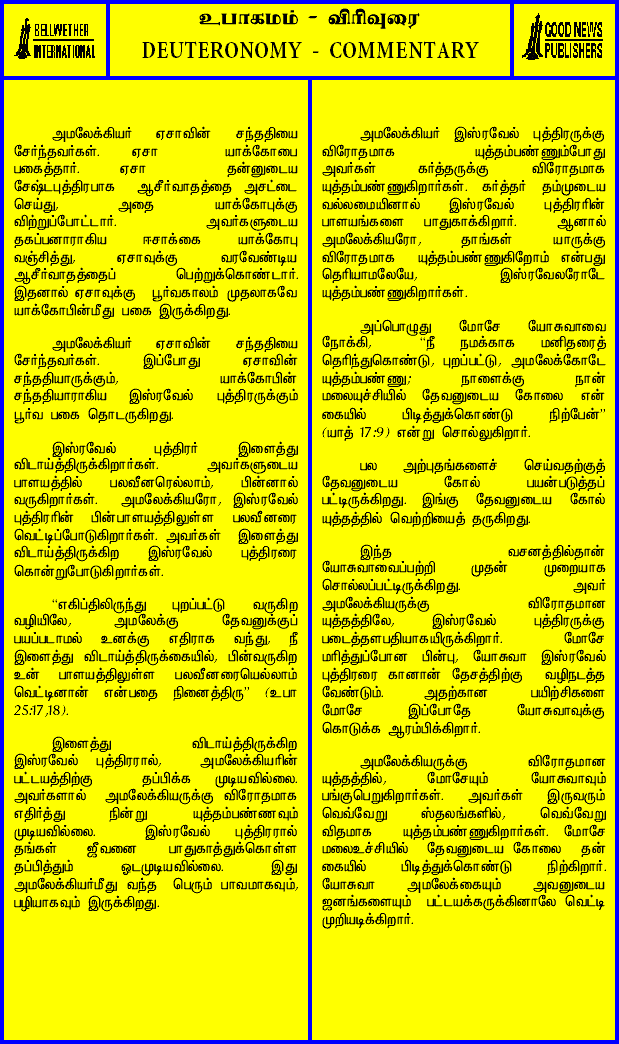 BELLWETHER
INTERNATIONAL
உபாகமம் - விரிவுரை
DEUTERONOMY - COMMENTARY
GOOD NEWS
PUBLISHERS
அமலேக்கியர் ஏசாவின் சந்ததியை
சேர்ந்தவர்கள். ஏசா யாக்கோபை
பகைத்தார். ஏசா தன்னுடைய
சேஷ்டபுத்திரபாக ஆசீர்வாதத்தை அசட்டை
செய்து, அதை யாக்கோபுக்கு
விற்றுப்போட்டார். அவர்களுடைய
தகப்பனாராகிய ஈசாக்கை யாக்கோபு
வஞ்சித்து, ஏசாவுக்கு வரவேண்டிய
ஆசீர்வாதத்தைப் பெற்றுக்கொண்டார்.
இதனால் ஏசாவுக்கு பூர்வகாலம் முதலாகவே
யாக்கோபின்மீது பகை இருக்கிறது.
அமலேக்கியர் ஏசாவின் சந்ததியை
சேர்ந்தவர்கள். இப்போது ஏசாவின்
சந்ததியாருக்கும், யாக்கோபின்
சந்ததியாராகிய இஸ்ரவேல் புத்திரருக்கும்
பூர்வ பகை தொடருகிறது.
இஸ்ரவேல் புத்திரர் இளைத்து
விடாய்த்திருக்கிறார்கள். அவர்களுடைய
பாளயத்தில் பலவீனரெல்லாம், பின்னால்
வருகிறார்கள். அமலேக்கியரோ, இஸ்ரவேல்
புத்திரரின் பின்பாளயத்திலுள்ள பலவீனரை
வெட்டிப்போடுகிறார்கள். அவர்கள் இளைத்து
விடாய்த்திருக்கிற இஸ்ரவேல் புத்திரரை
கொன்றுபோடுகிறார்கள்.
“எகிப்திலிருந்து புறப்பட்டு வருகிற
வழியிலே, அமலேக்கு தேவனுக்குப்
பயப்படாமல் உனக்கு எதிராக வந்து, நீ
இளைத்து விடாய்த்திருக்கையில், பின்வருகிற
உன் பாளயத்திலுள்ள பலவீனரையெல்லாம்
வெட்டினான் என்பதை நினைத்திரு” (உபா
25:17,18).
இளைத்து விடாய்த்திருக்கிற
இஸ்ரவேல் புத்திரரால், அமலேக்கியரின்
பட்டயத்திற்கு தப்பிக்க முடியவில்லை.
அவர்களால் அமலேக்கியருக்கு விரோதமாக
எதிர்த்து நின்று யுத்தம்பண்ணவும்
முடியவில்லை. இஸ்ரவேல் புத்திரரால்
தங்கள் ஜீவனை பாதுகாத்துக்கொள்ள
தப்பித்தும் ஓடமுடியவில்லை. இது
அமலேக்கியர்மீது வந்த பெரும் பாவமாகவும்,
பழியாகவும் இருக்கிறது.
அமலேக்கியர் இஸ்ரவேல் புத்திரருக்கு
விரோதமாக யுத்தம்பண்ணும்போது
அவர்கள் கர்த்தருக்கு விரோதமாக
யுத்தம்பண்ணுகிறார்கள். கர்த்தர் தம்முடைய
வல்லமையினால் இஸ்ரவேல் புத்திரரின்
பாளயங்களை பாதுகாக்கிறார். ஆனால்
அமலேக்கியரோ, தாங்கள் யாருக்கு
விரோதமாக யுத்தம்பண்ணுகிறோம் என்பது
தெரியாமலேயே, இஸ்ரவேலரோடே
யுத்தம்பண்ணுகிறார்கள்.
அப்பொழுது மோசே யோசுவாவை
நோக்கி, “நீ நமக்காக மனிதரைத்
தெரிந்துகொண்டு, புறப்பட்டு, அமலேக்கோடே
யுத்தம்பண்ணு; நாளைக்கு நான்
மலையுச்சியில் தேவனுடைய கோலை என்
கையில் பிடித்துக்கொண்டு நிற்பேன்”
(யாத் 17:9) என்று சொல்லுகிறார்.
பல அற்புதங்களைச் செய்வதற்குத்
தேவனுடைய கோல் பயன்படுத்தப்
பட்டிருக்கிறது. இங்கு தேவனுடைய கோல்
யுத்தத்தில் வெற்றியைத் தருகிறது.
இந்த வசனத்தில்தான்
யோசுவாவைப்பற்றி முதன் முறையாக
சொல்லப்பட்டிருக்கிறது. அவர்
அமலேக்கியருக்கு விரோதமான
யுத்தத்திலே, இஸ்ரவேல் புத்திரருக்கு
படைத்தளபதியாகயிருக்கிறார். மோசே
மரித்துப்போன பின்பு, யோசுவா இஸ்ரவேல்
புத்திரரை கானான் தேசத்திற்கு வழிநடத்த
வேண்டும். அதற்கான பயிற்சிகளை
மோசே இப்போதே யோசுவாவுக்கு
கொடுக்க ஆரம்பிக்கிறார்.
அமலேக்கியருக்கு விரோதமான
யுத்தத்தில், மோசேயும் யோசுவாவும்
பங்குபெறுகிறார்கள். அவர்கள் இருவரும்
வெவ்வேறு ஸ்தலங்களில், வெவ்வேறு
விதமாக யுத்தம்பண்ணுகிறார்கள். மோசே
மலைஉச்சியில் தேவனுடைய கோலை தன்
கையில் பிடித்துக்கொண்டு நிற்கிறார்.
யோசுவா அமலேக்கையும் அவனுடைய
ஜனங்களையும் பட்டயக்கருக்கினாலே வெட்டி
முறியடிக்கிறார்.